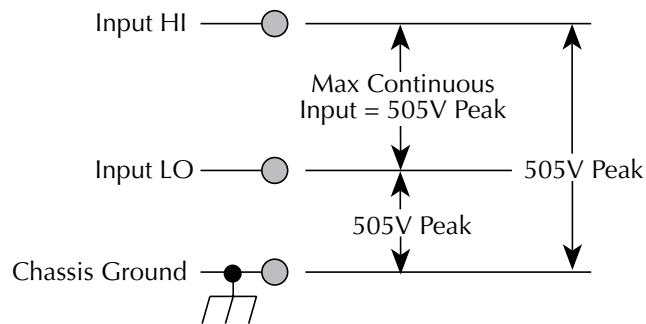 Input HI
Max Continuous
Input = 505V Peak
Input LO
505V Peak
505V Peak
Chassis Ground